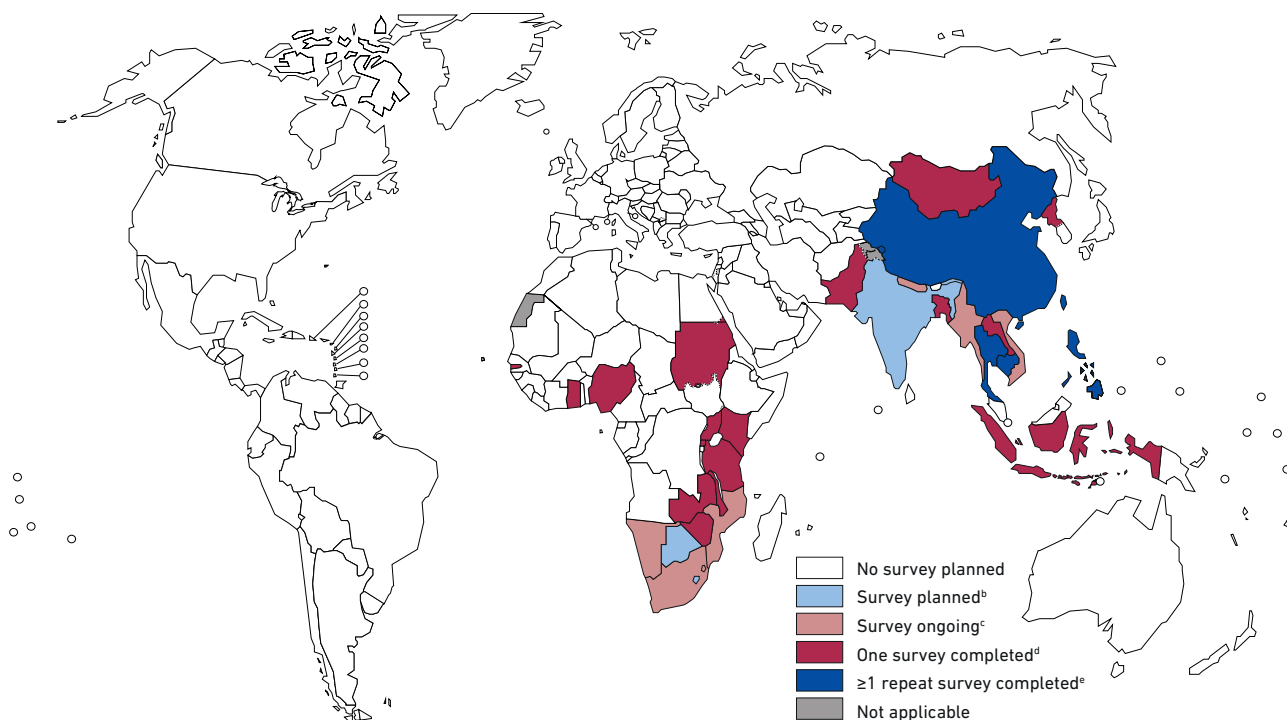 No survey planned
Survey plannedᵇ
Survey ongoingᶜ
One survey completedᵈ
≥1 repeat survey completedᵉ
Not applicable